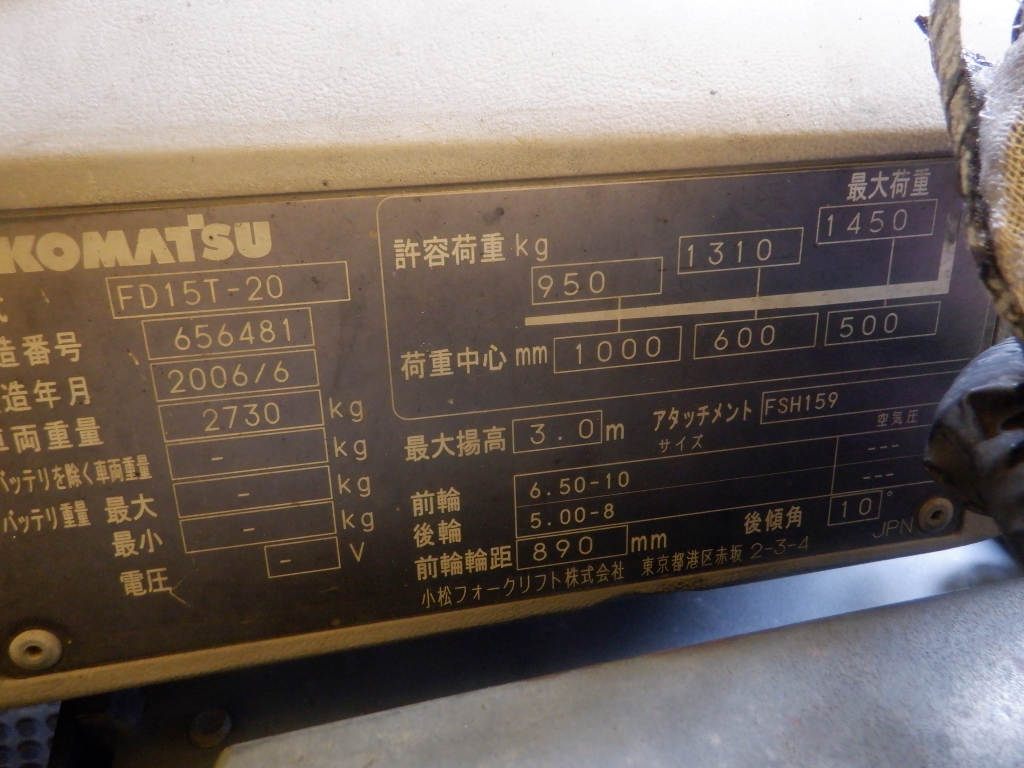 KOMATSU
式 FD15T-20
造番号 656481
造年月 2006/6
車両重量 2730 kg
バッテリを除く車両重量 - kg
バッテリ重量 最大 - kg
最小 - kg
電圧 - V
最大荷重
許容荷重 kg 950 1310 1450
荷重中心 mm 1000 600 500
最大揚高 3.0 m アタッチメント FSH159
サイズ 空気圧
前輪 6.50-10 ---
後輪 5.00-8 ---
前輪輪距 890 mm 後傾角 10°
JPN
小松フォークリフト株式会社 東京都港区赤坂 2-3-4